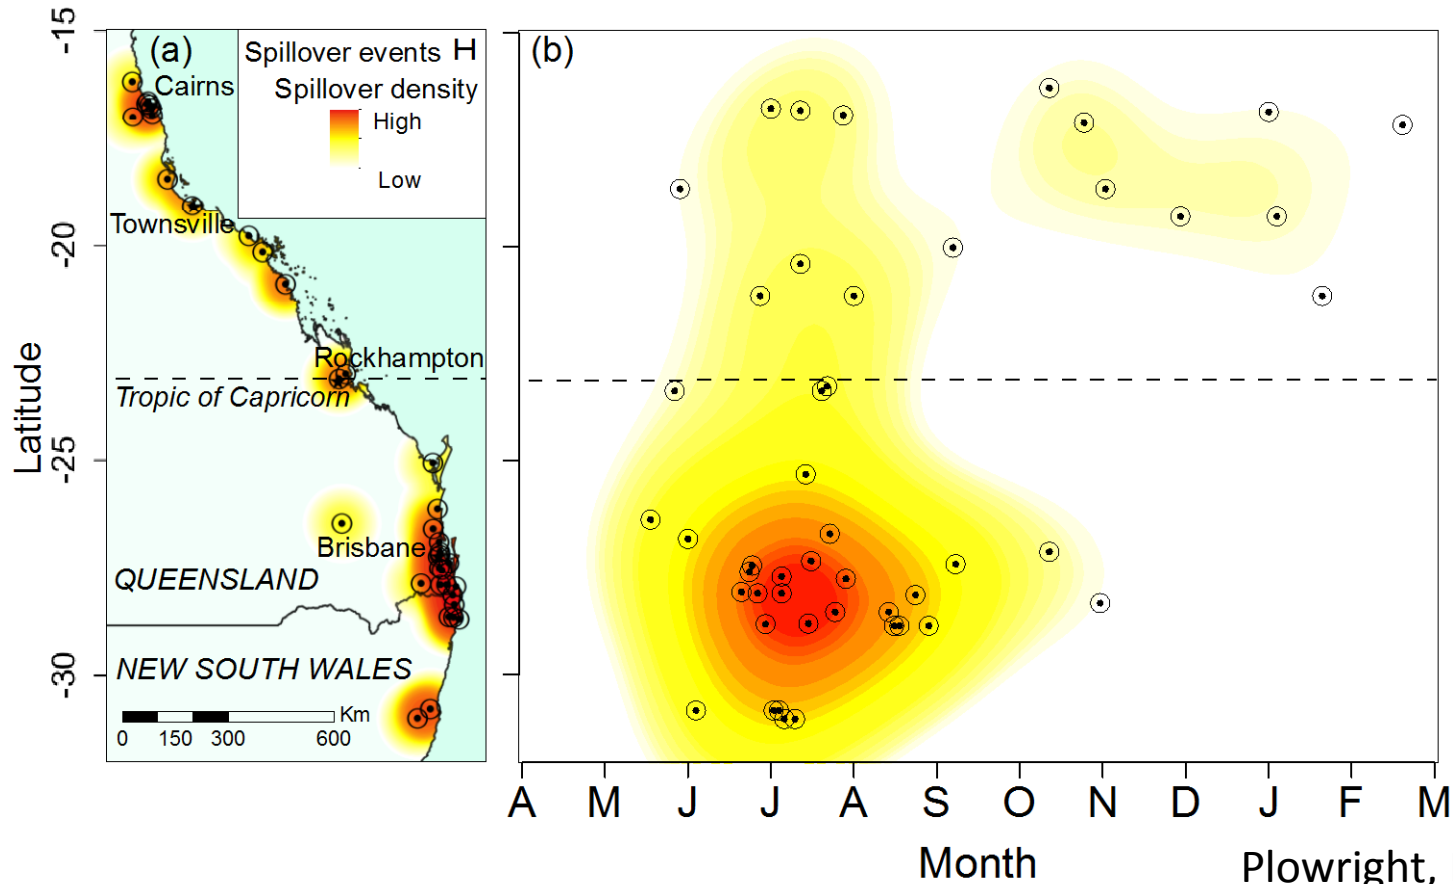 -15
-20
-25
-30
Latitude
(a)
Spillover events H
Spillover density
High
Low
Cairns
Townsville
Rockhampton
Tropic of Capricorn
Brisbane
QUEENSLAND
NEW SOUTH WALES
Km
0 150 300 600
(b)
A M J J A S O N D J F M
Month
Plowright,